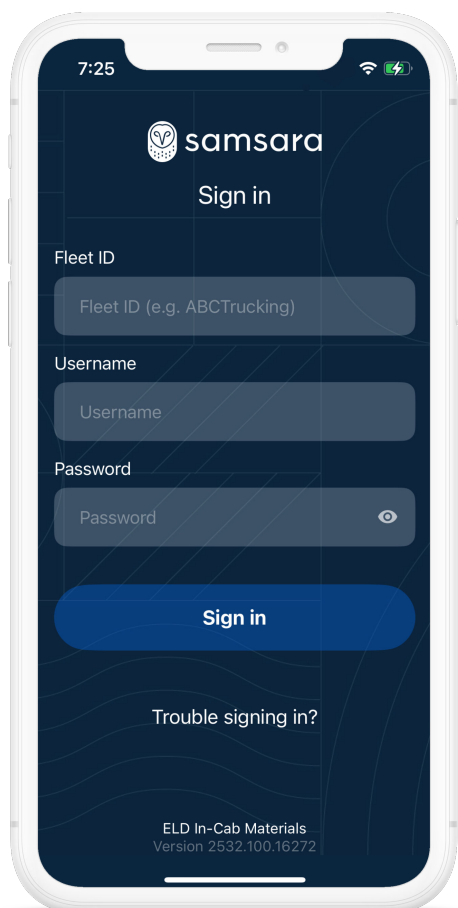 7:25
samsara
Sign in
Fleet ID
Fleet ID (e.g. ABCTrucking)
Username
Username
Password
Password
Sign in
Trouble signing in?
ELD In-Cab Materials
Version 2532.100.16272